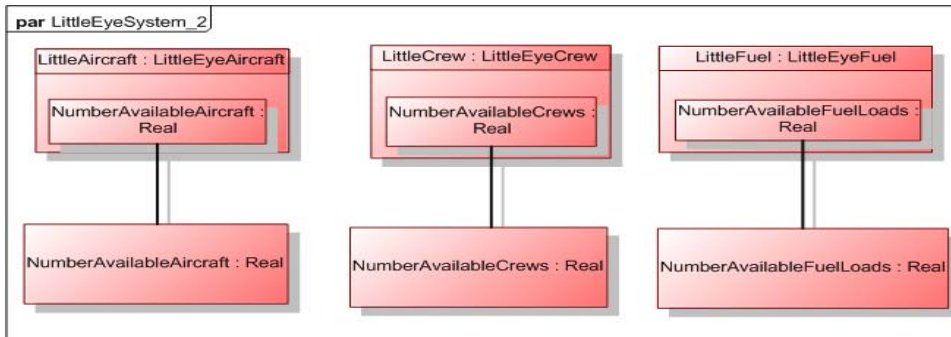 par LittleEyeSystem_2
LittleAircraft : LittleEyeAircraft
NumberAvailableAircraft :
Real
NumberAvailableAircraft : Real
LittleCrew : LittleEyeCrew
NumberAvailableCrews :
Real
NumberAvailableCrews : Real
LittleFuel : LittleEyeFuel
NumberAvailableFuelLoads :
Real
NumberAvailableFuelLoads : Real